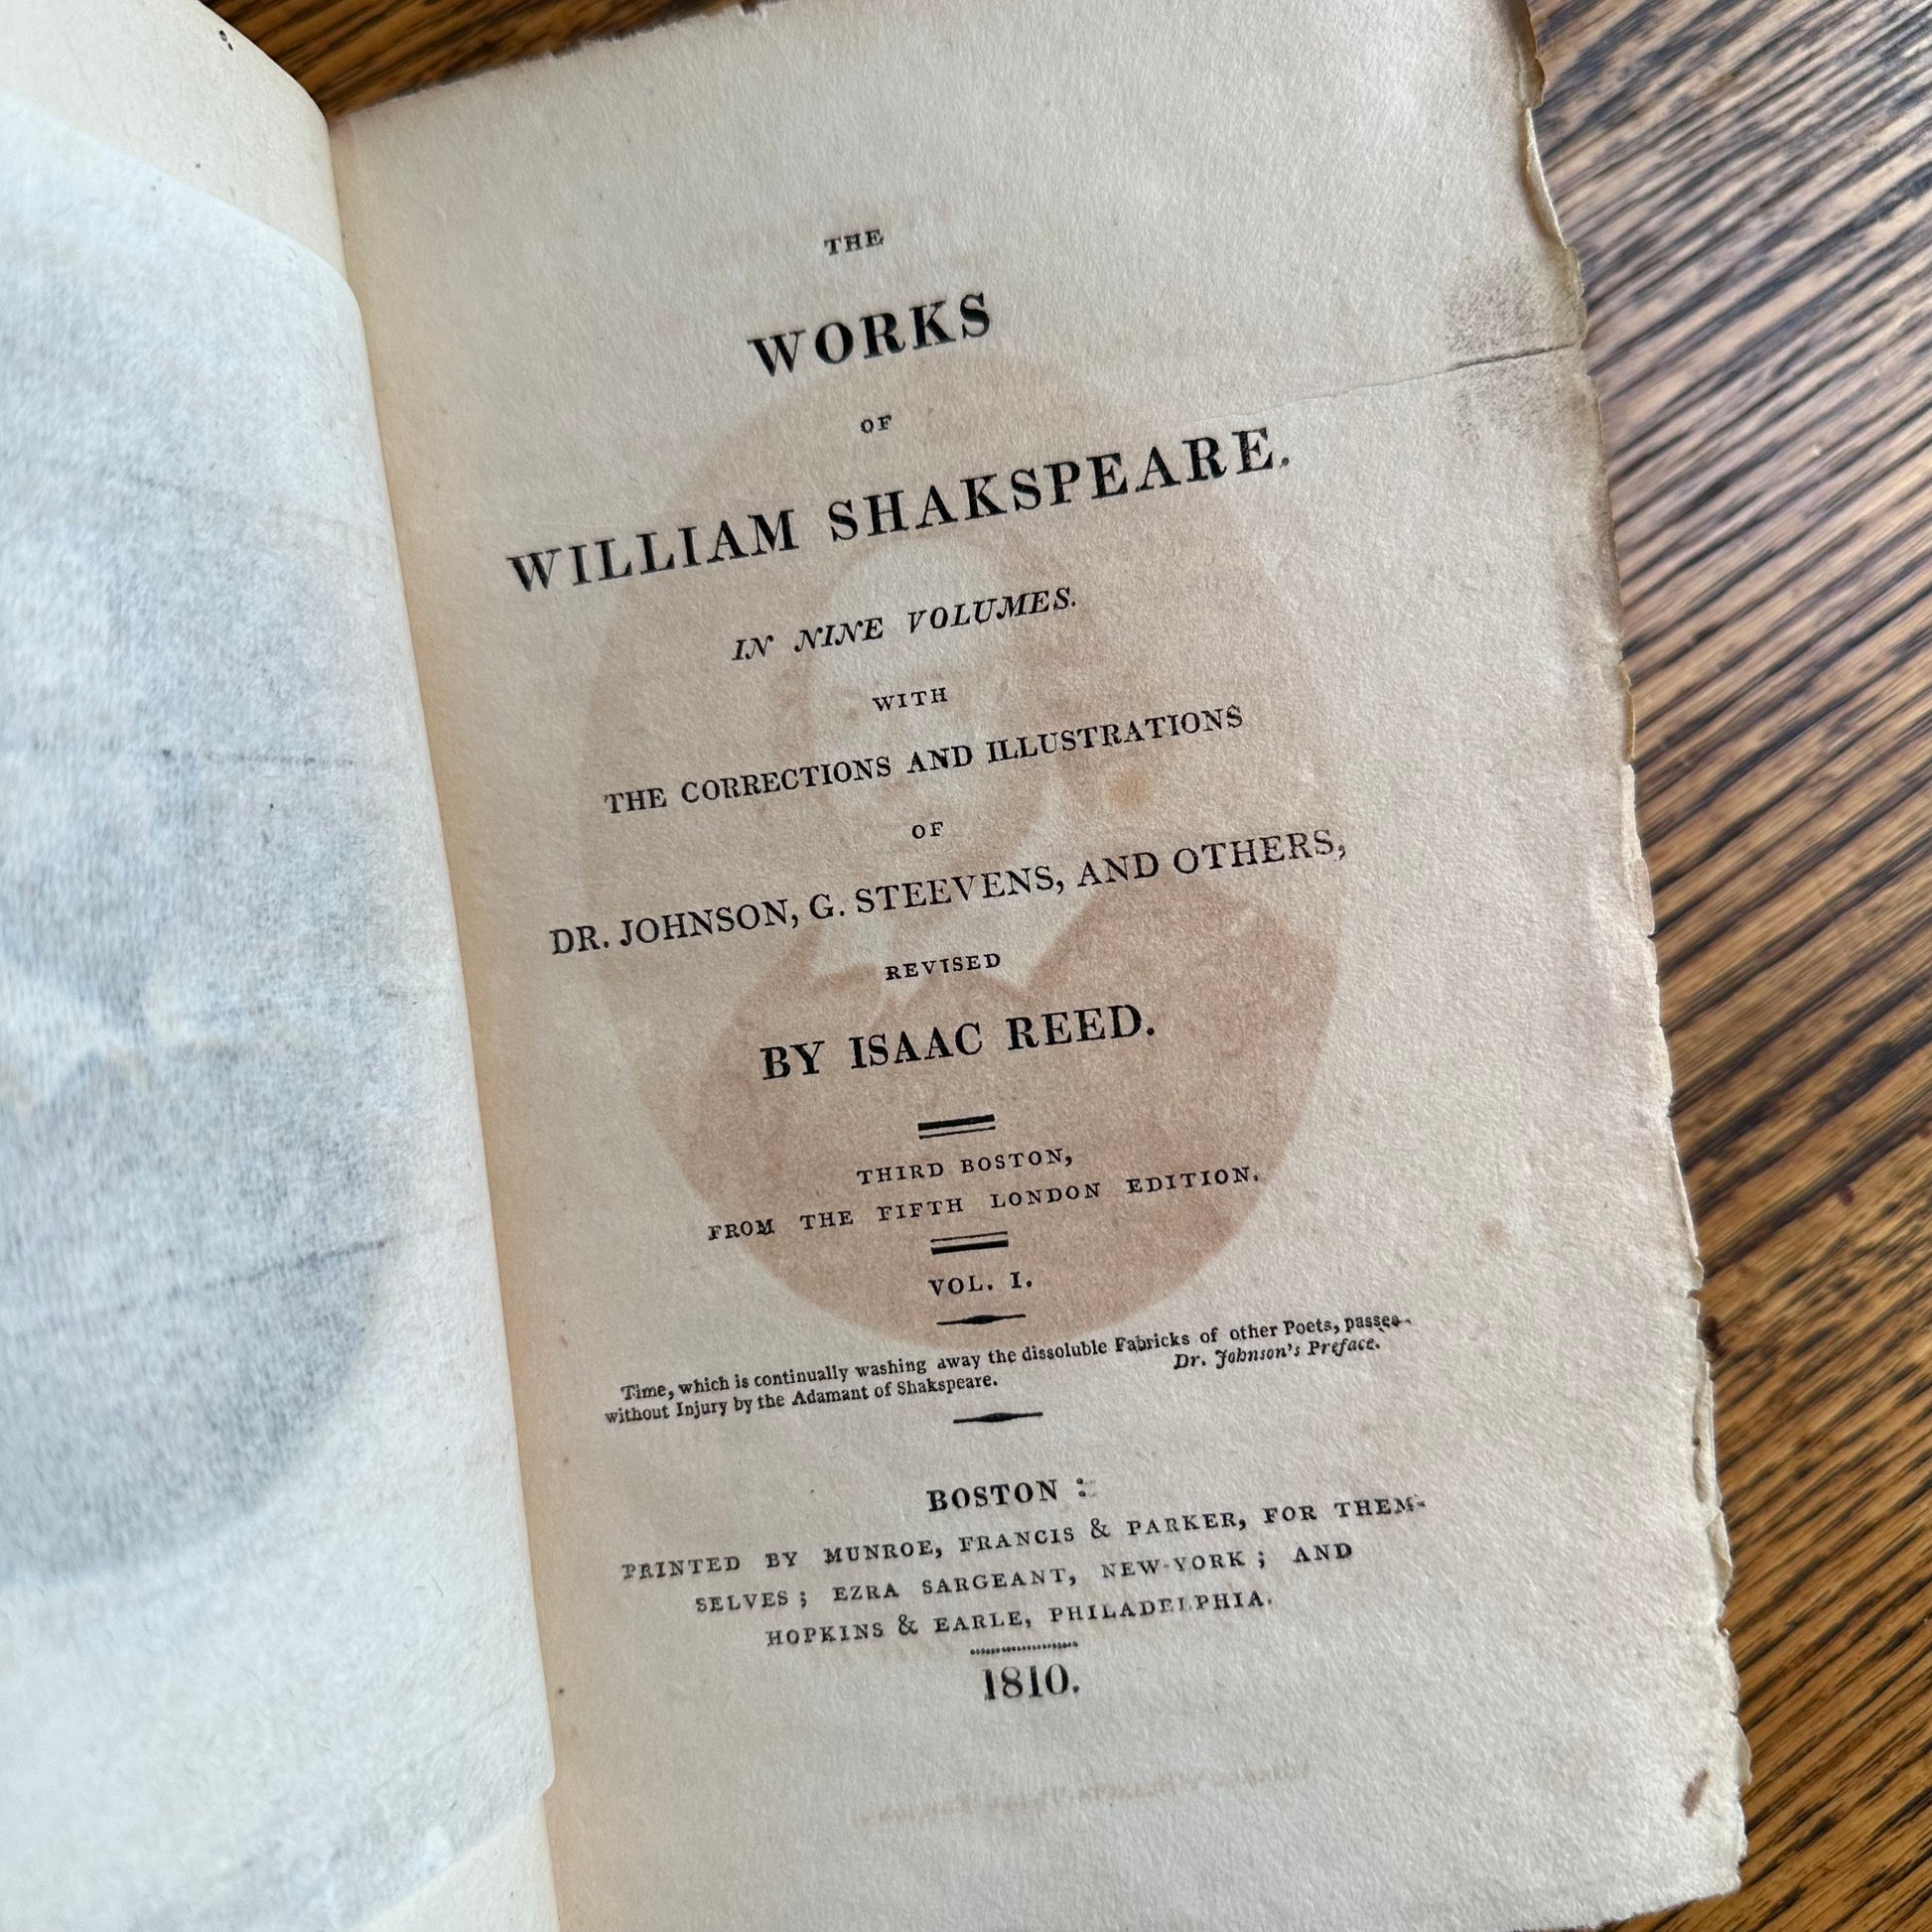 THE
WORKS
OF
WILLIAM SHAKSPEARE.
IN NINE VOLUMES.
WITH
THE CORRECTIONS AND ILLUSTRATIONS
OF
DR. JOHNSON, G. STEEVENS, AND OTHERS,
REVISED
BY ISAAC REED.
THIRD BOSTON,
FROM THE FIFTH LONDON EDITION.
VOL. I.
Time, which is continually washing away the dissoluble Fabricks of other Poets, passes
without Injury by the Adamant of Shakspeare.
Dr. Johnson's Preface.
BOSTON :
PRINTED BY MUNROE, FRANCIS & PARKER, FOR THEM-
SELVES ; EZRA SARGEANT, NEW-YORK ; AND
HOPKINS & EARLE, PHILADELPHIA.
1810.